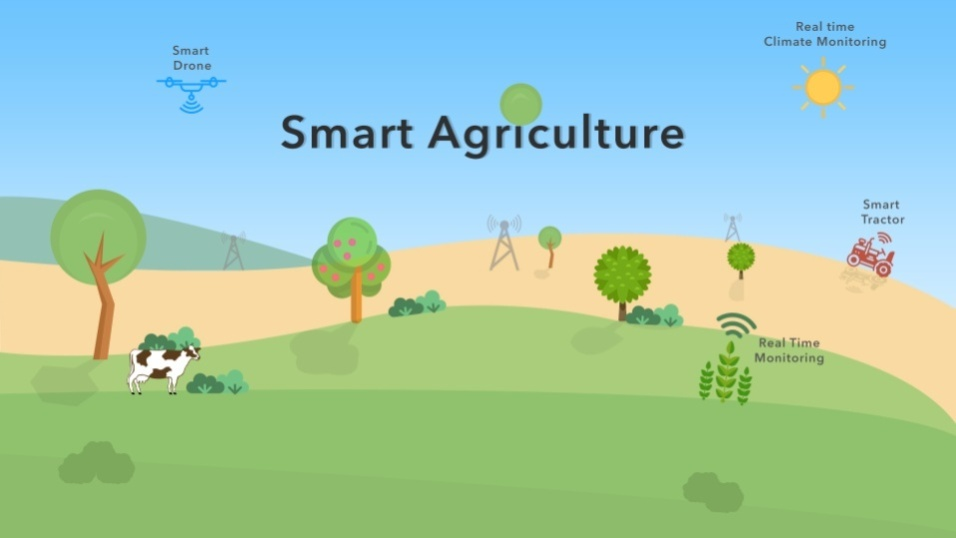 Real time
Climate Monitoring
Smart
Drone
Smart Agriculture
Smart
Tractor
Real Time
Monitoring